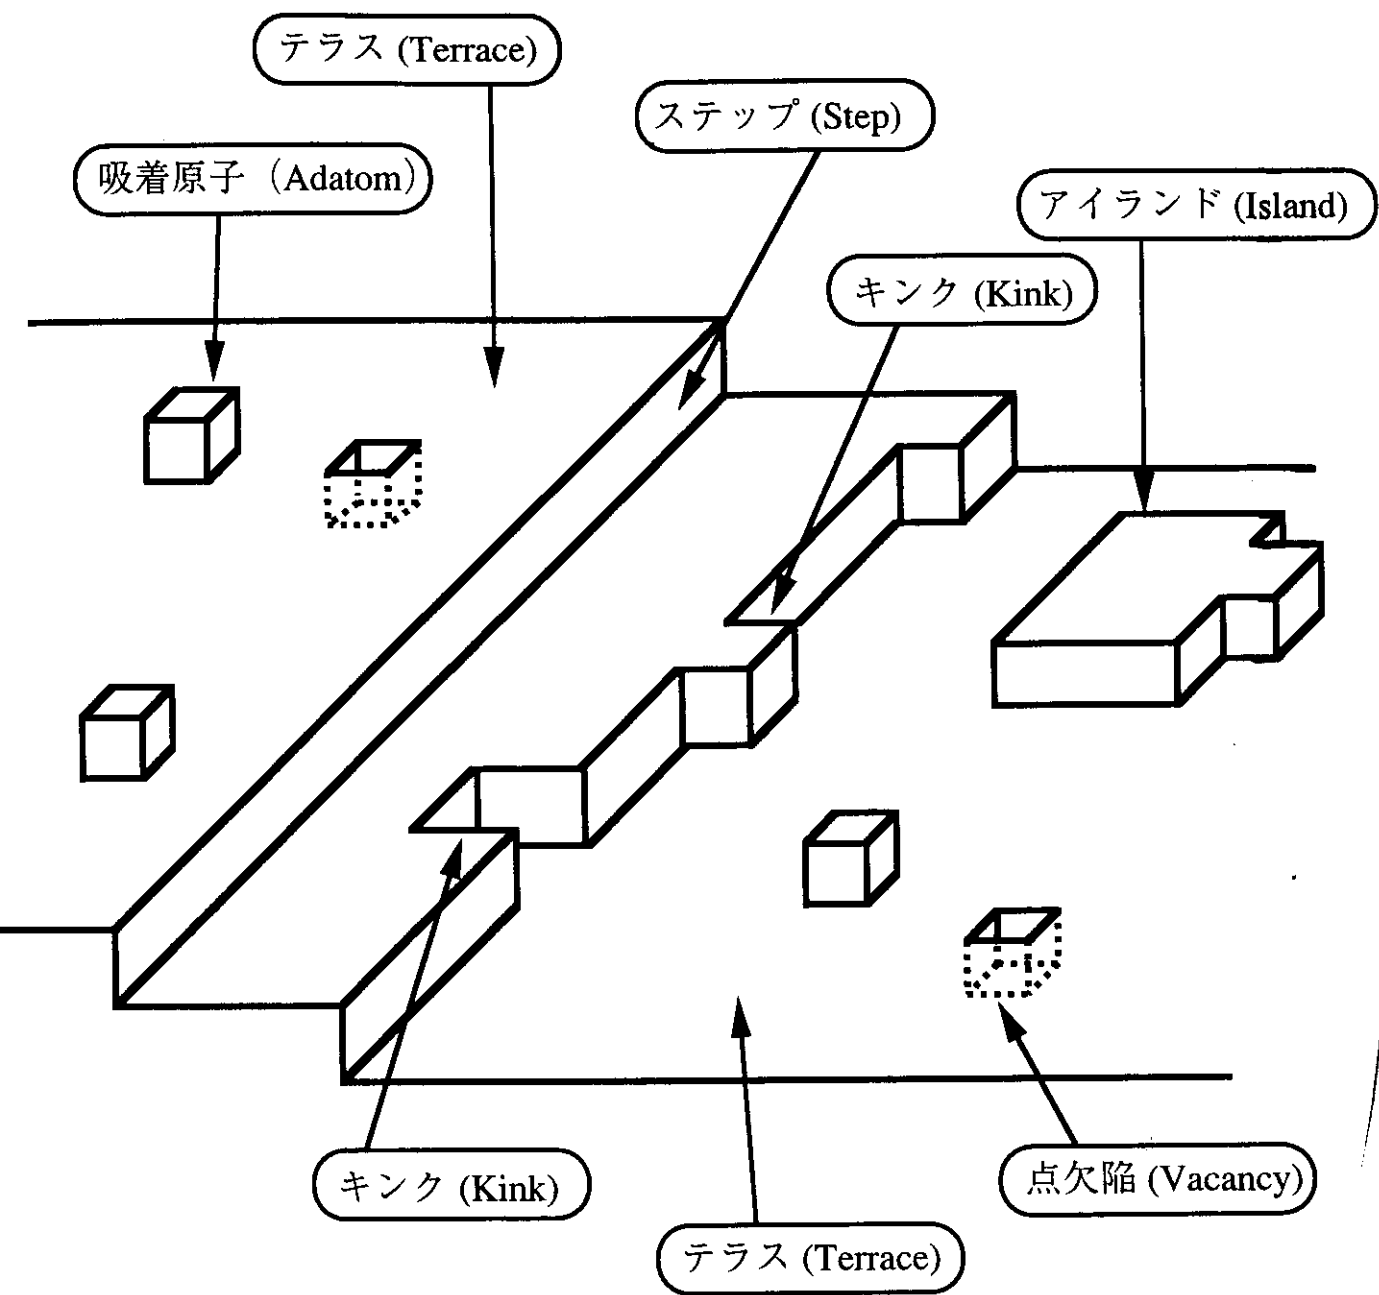 テラス (Terrace)
ステップ (Step)
吸着原子 (Adatom)
アイランド (Island)
キンク (Kink)
キンク (Kink)
点欠陥 (Vacancy)
テラス (Terrace)